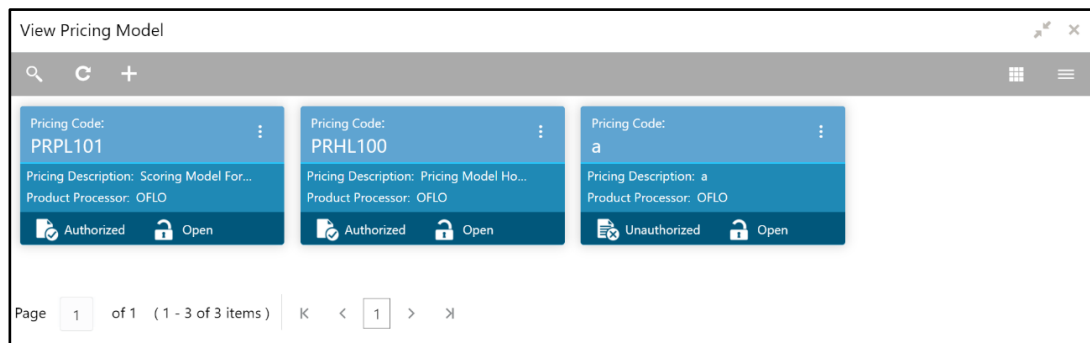 View Pricing Model
Pricing Code:
PRPL101
Pricing Description: Scoring Model For...
Product Processor: OFLO
Authorized Open
Pricing Code:
PRHL100
Pricing Description: Pricing Model Ho...
Product Processor: OFLO
Authorized Open
Pricing Code:
a
Pricing Description: a
Product Processor: OFLO
Unauthorized Open
Page 1 of 1 ( 1 - 3 of 3 items ) 1